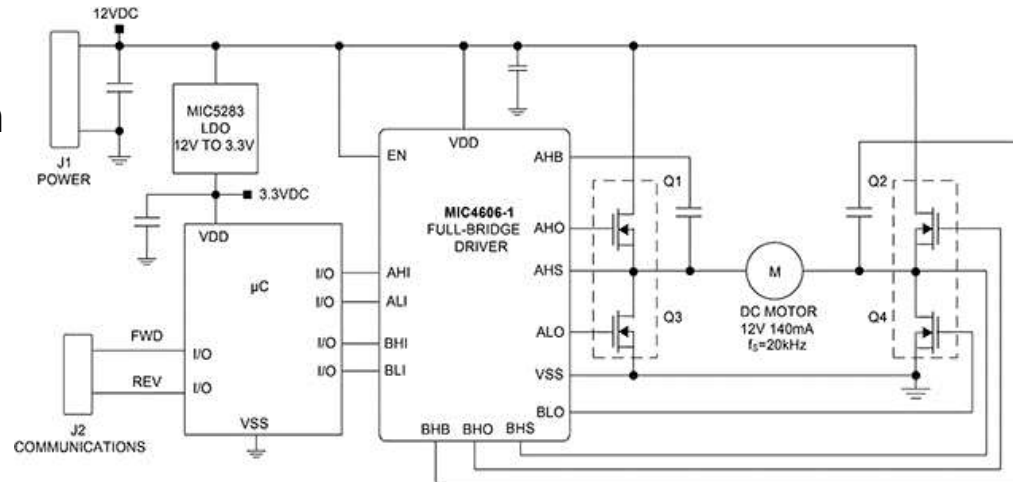 12VDC
MIC5283
LDO
12V TO 3.3V
J1
POWER
3.3VDC
VDD
µC
I/O
I/O
I/O
I/O
FWD
I/O
REV
I/O
VSS
J2
COMMUNICATIONS
VDD
EN
MIC4606-1
FULL-BRIDGE
DRIVER
AHI
ALI
BHI
BLI
AHB
AHO
AHS
ALO
VSS
BLO
BHB BHO BHS
Q1
Q2
Q3
Q4
M
DC MOTOR
12V 140mA
fS=20kHz